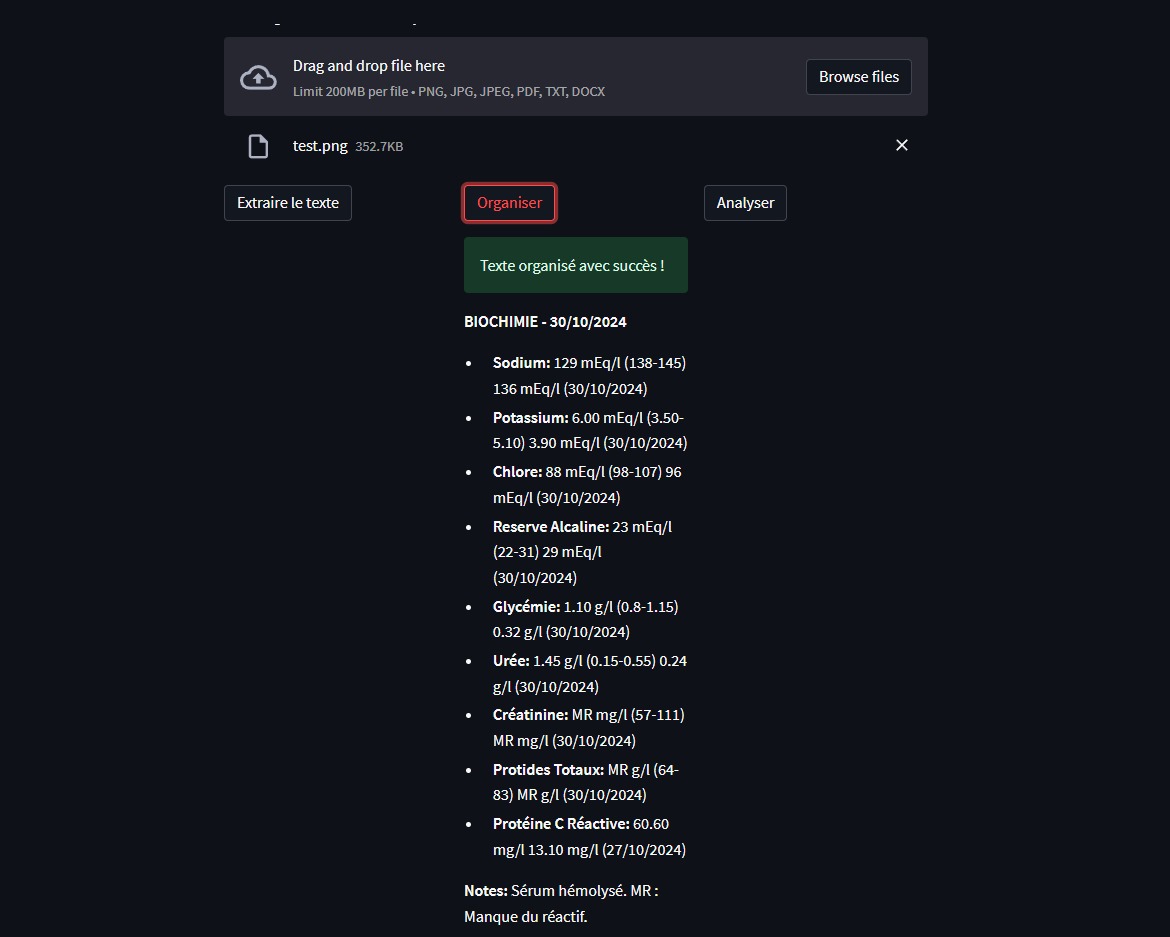 Drag and drop file here
Limit 200MB per file • PNG, JPG, JPEG, PDF, TXT, DOCX
Browse files
test.png 352.7KB
Extraire le texte
Organiser
Analyser
Texte organisé avec succès !
BIOCHIMIE - 30/10/2024
• Sodium: 129 mEq/l (138-145)
136 mEq/l (30/10/2024)
• Potassium: 6.00 mEq/l (3.50-
5.10) 3.90 mEq/l (30/10/2024)
• Chlore: 88 mEq/l (98-107) 96
mEq/l (30/10/2024)
• Reserve Alcaline: 23 mEq/l
(22-31) 29 mEq/l
(30/10/2024)
• Glycémie: 1.10 g/l (0.8-1.15)
0.32 g/l (30/10/2024)
• Urée: 1.45 g/l (0.15-0.55) 0.24
g/l (30/10/2024)
• Créatinine: MR mg/l (57-111)
MR mg/l (30/10/2024)
• Protides Totaux: MR g/l (64-
83) MR g/l (30/10/2024)
• Protéine C Réactive: 60.60
mg/l 13.10 mg/l (27/10/2024)
Notes: Sérum hémolysé. MR :
Manque du réactif.